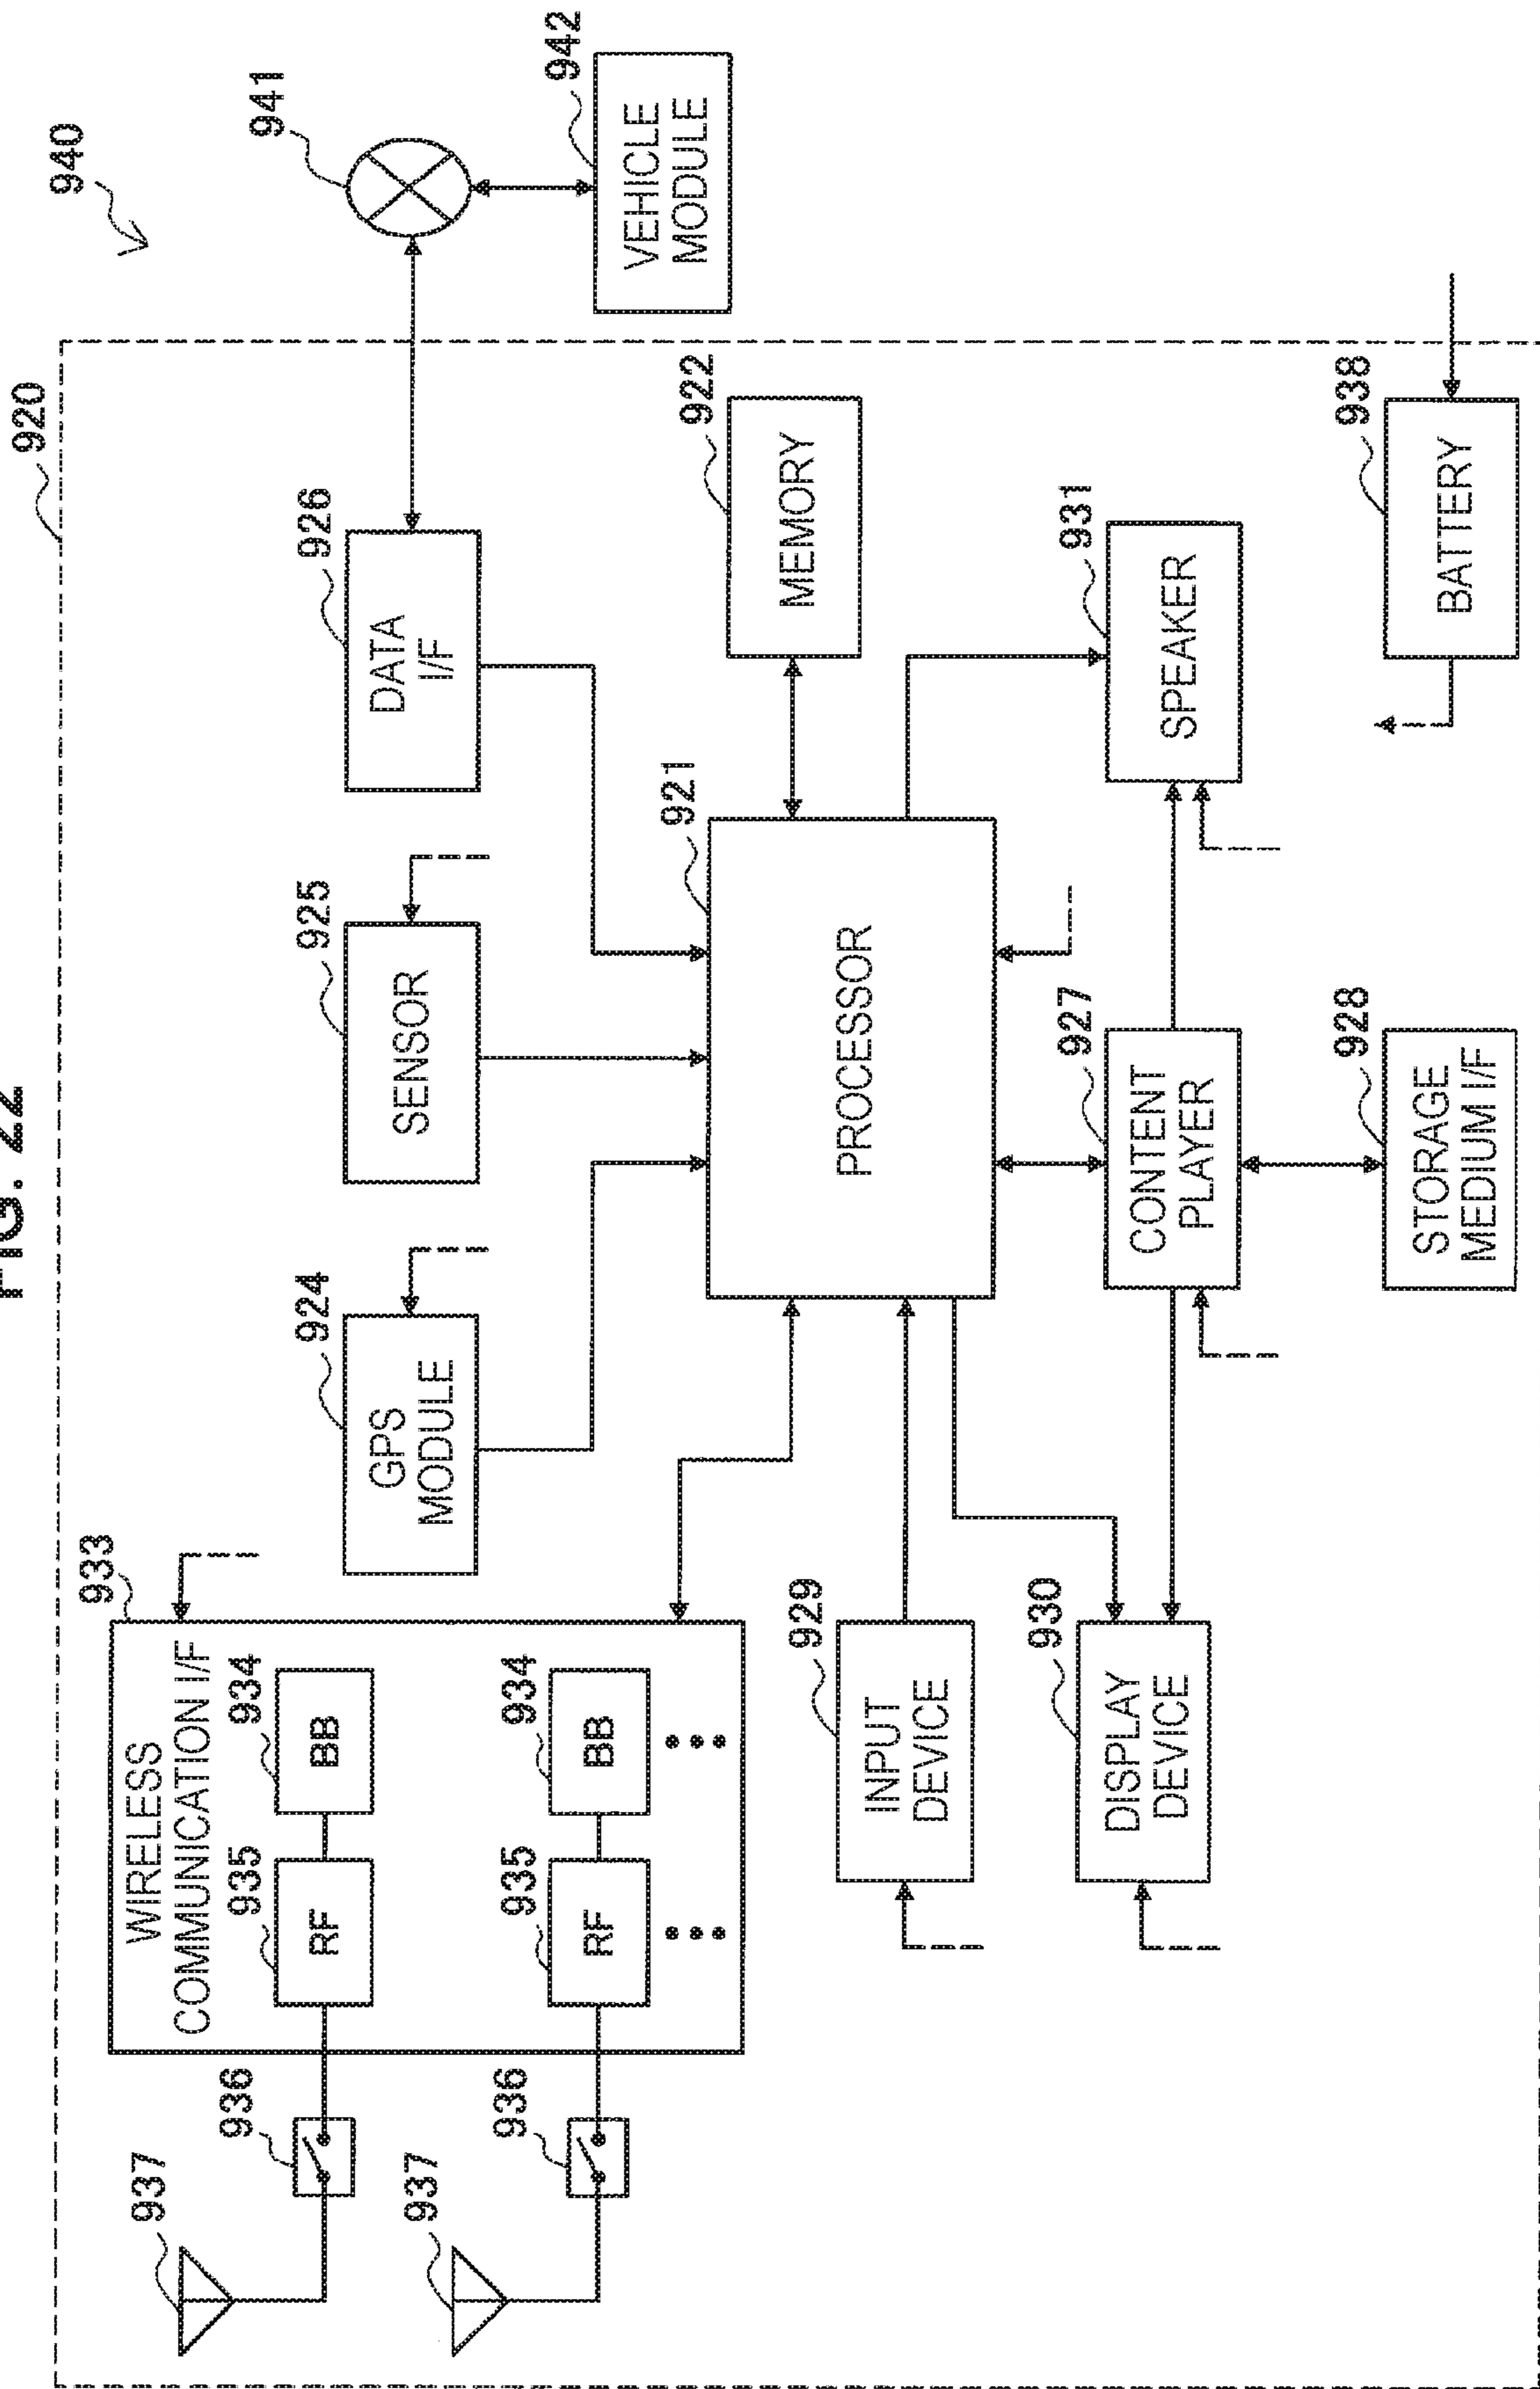 FIG. 22
940
920
941
942
VEHICLE
MODULE
933
WIRELESS
COMMUNICATION I/F
937
936
935
RF
934
BB
937
936
935
RF
934
BB
924
GPS
MODULE
925
SENSOR
926
DATA
I/F
921
PROCESSOR
922
MEMORY
929
INPUT
DEVICE
930
DISPLAY
DEVICE
927
CONTENT
PLAYER
931
SPEAKER
928
STORAGE
MEDIUM I/F
938
BATTERY